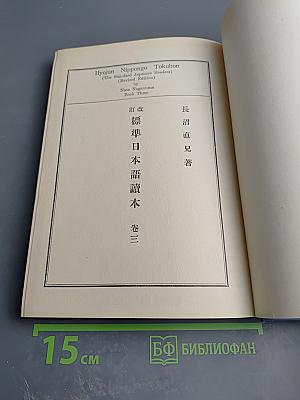 Hyojun Nippongo Tokuhon
(The Standard Japanese Readers)
(Revised Edition)
by
Naoe Naganuma
Book Three
長沼直兄著
改訂
標準日本語讀本 卷三
15 см
БФ БИБЛИОФАН